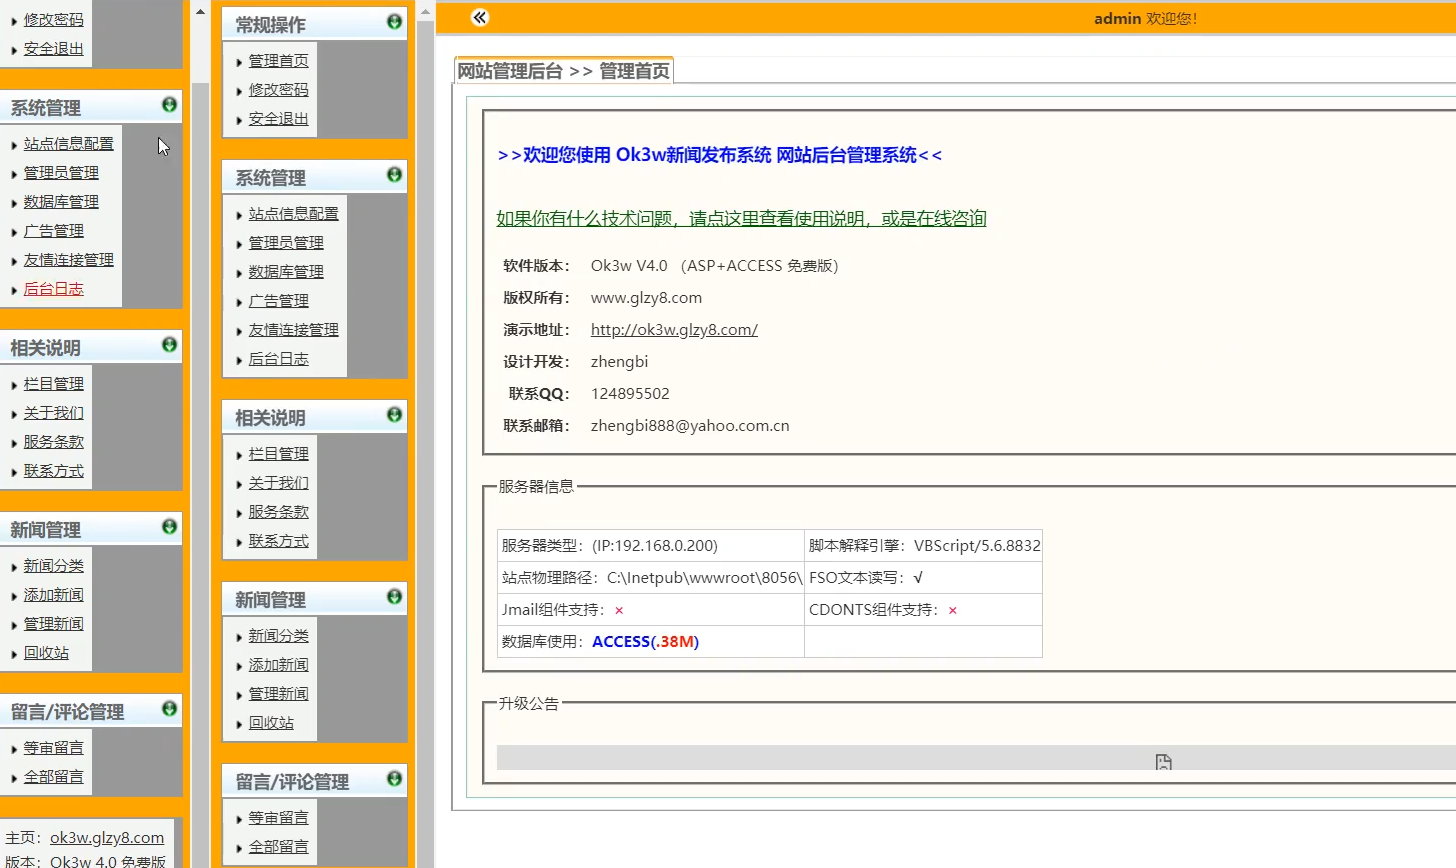 修改密码
安全退出
系统管理
站点信息配置
管理员管理
数据库管理
广告管理
友情连接管理
后台日志
相关说明
栏目管理
关于我们
服务条款
联系方式
新闻管理
新闻分类
添加新闻
管理新闻
回收站
留言/评论管理
等审留言
全部留言
主页：ok3w.glzy8.com
版本：Ok3w 4.0 免费版
常规操作
管理首页
修改密码
安全退出
系统管理
站点信息配置
管理员管理
数据库管理
广告管理
友情连接管理
后台日志
相关说明
栏目管理
关于我们
服务条款
联系方式
新闻管理
新闻分类
添加新闻
管理新闻
回收站
留言/评论管理
等审留言
全部留言
admin 欢迎您！
网站管理后台 >> 管理首页
>>欢迎您使用 Ok3w新闻发布系统 网站后台管理系统<<
如果你有什么技术问题，请点这里查看使用说明，或是在线咨询
软件版本： Ok3w V4.0 （ASP+ACCESS 免费版）
版权所有： www.glzy8.com
演示地址： http://ok3w.glzy8.com/
设计开发： zhengbi
联系QQ： 124895502
联系邮箱： zhengbi888@yahoo.com.cn
服务器信息
服务器类型：(IP:192.168.0.200) 脚本解释引擎：VBScript/5.6.8832
站点物理路径：C:\Inetpub\wwwroot\8056\ FSO文本读写：√
Jmail组件支持：× CDONTS组件支持：×
数据库使用：ACCESS(.38M)
升级公告